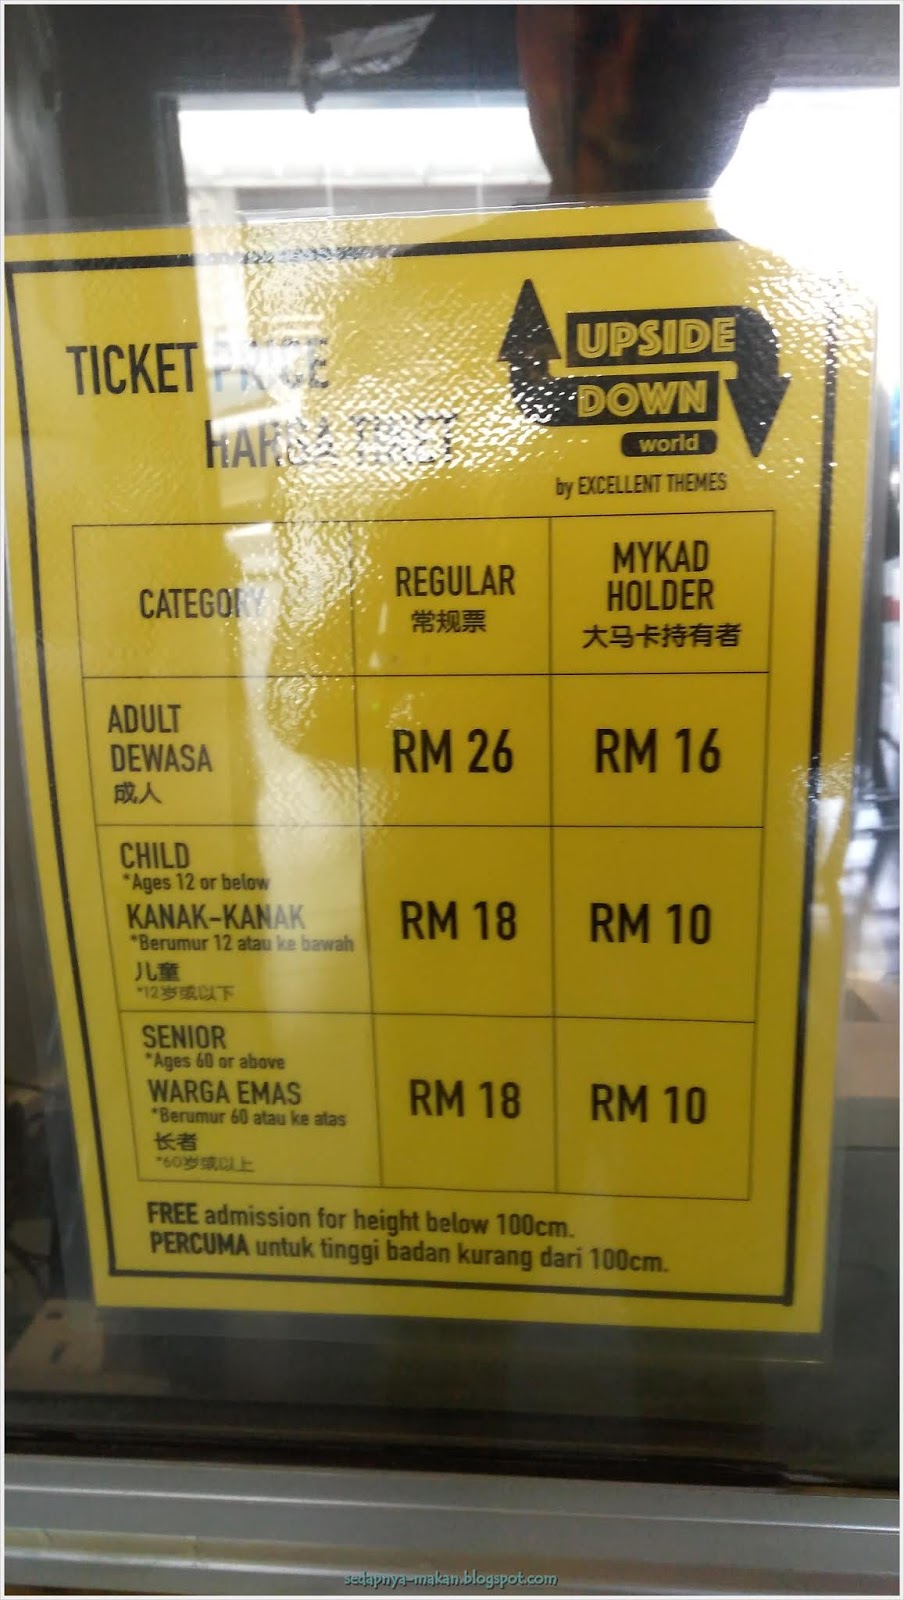 TICKET PRICE
HARGA TIKET
UPSIDE
DOWN
world
by EXCELLENT THEMES
CATEGORY
REGULAR
常规票
MYKAD
HOLDER
大马卡持有者
ADULT
DEWASA
成人
RM 26
RM 16
CHILD
*Ages 12 or below
KANAK-KANAK
*Berumur 12 atau ke bawah
儿童
*12岁或以下
RM 18
RM 10
SENIOR
*Ages 60 or above
WARGA EMAS
*Berumur 60 atau ke atas
长者
*60岁或以上
RM 18
RM 10
FREE admission for height below 100cm.
PERCUMA untuk tinggi badan kurang dari 100cm.
sedapnya-makan.blogspot.com